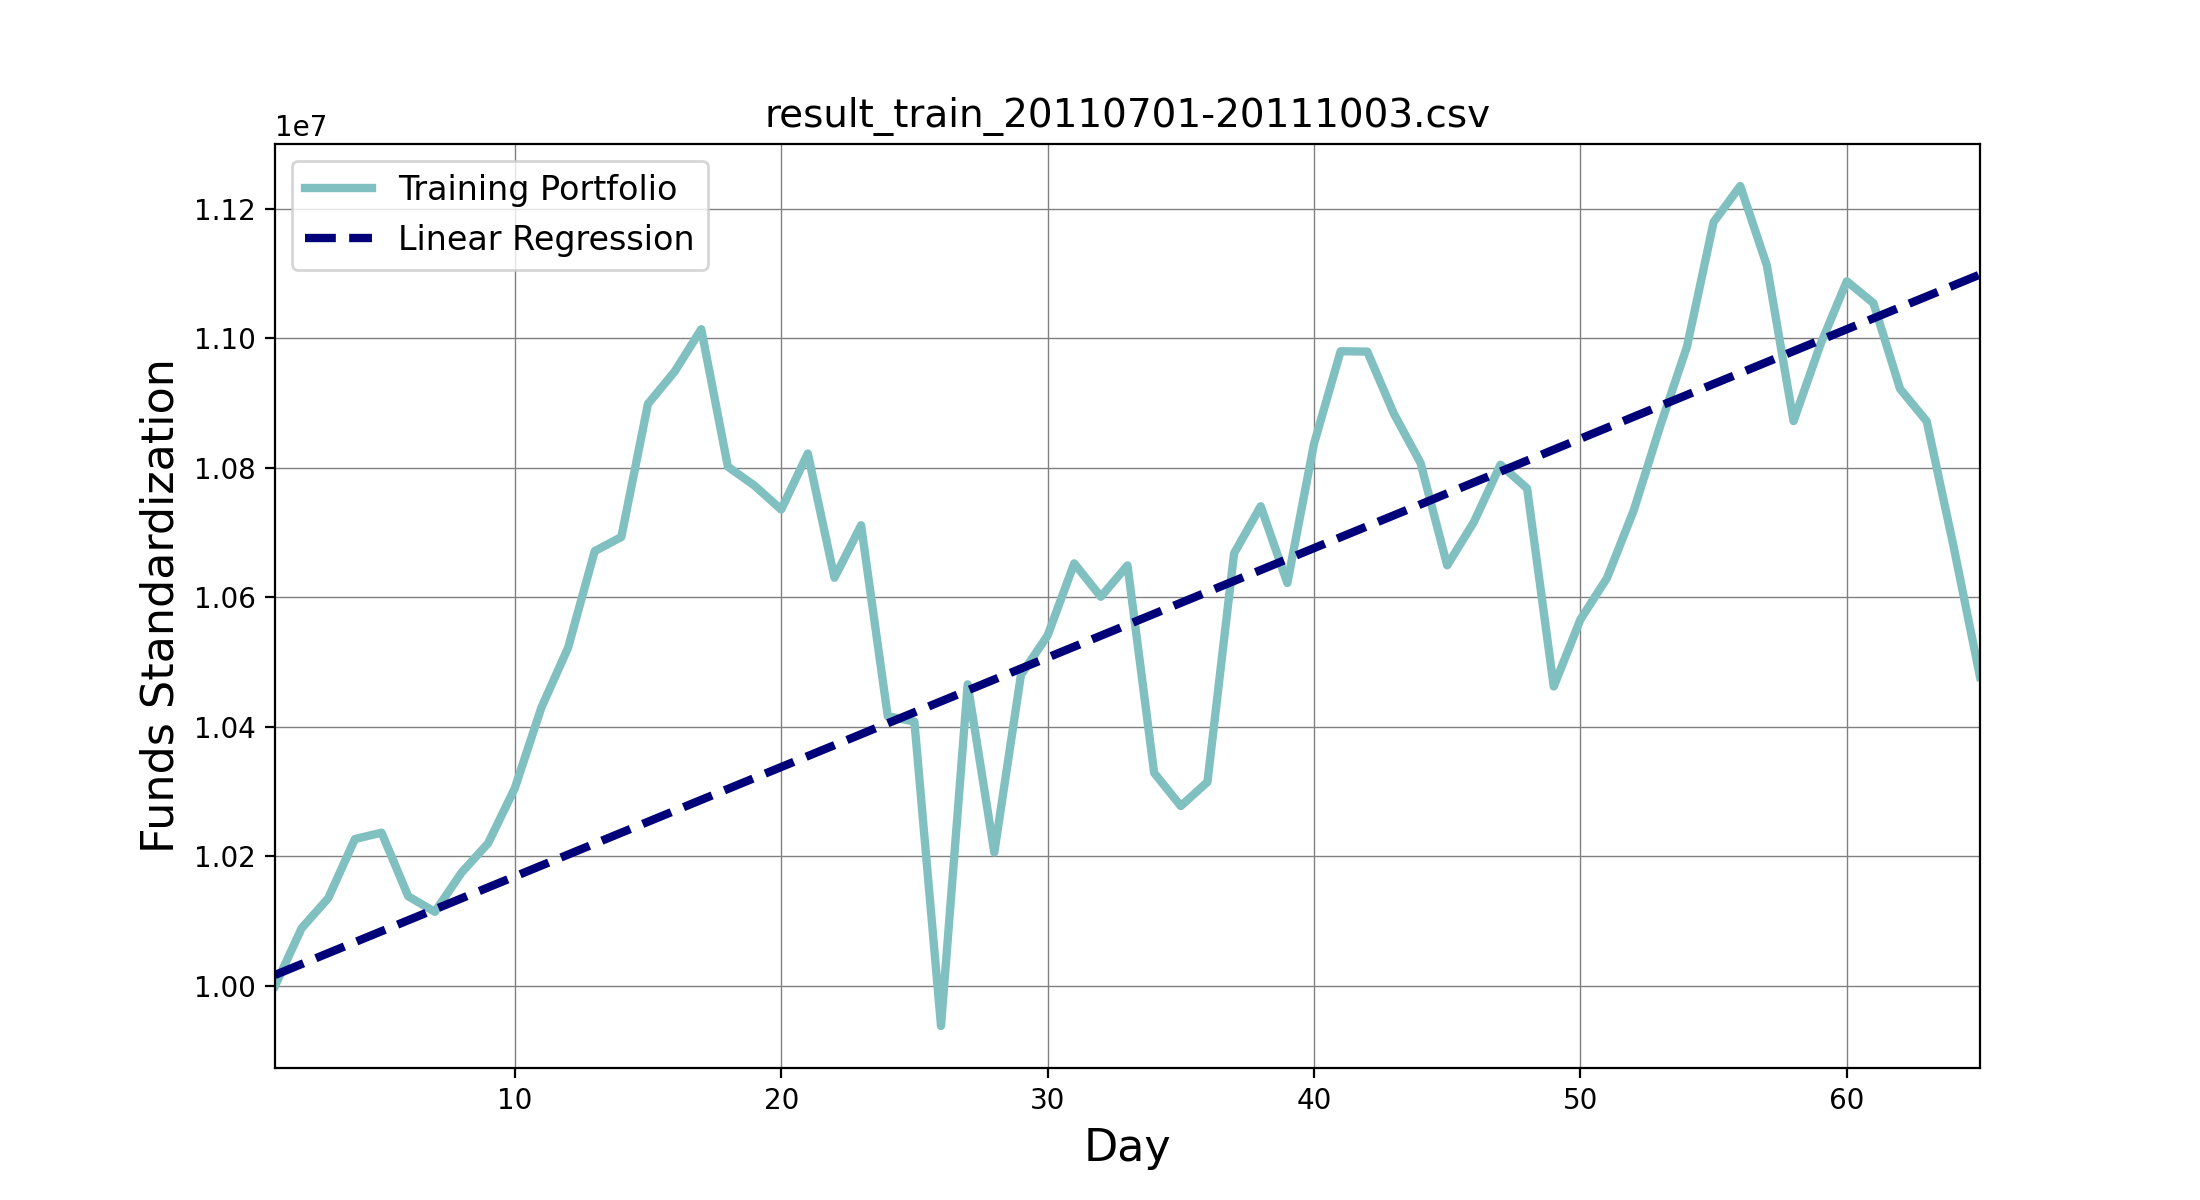 result_train_20110701-20111003.csv
1e7
Training Portfolio
Linear Regression
1.12
1.10
1.08
1.06
1.04
1.02
1.00
Funds Standardization
10 20 30 40 50 60
Day